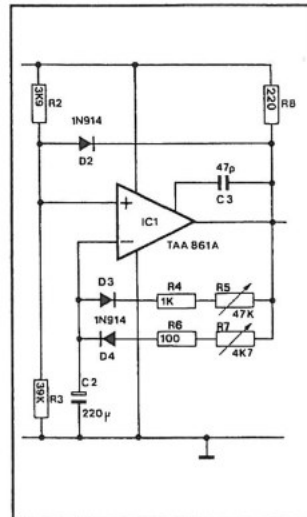 3K9
R2
220
R8
1N914
D2
47p
C3
+
IC1
TAA 861A
−
D3
R4
R5
1K
47K
1N914
R6
R7
100
4K7
D4
C2
39K
R3
220 µ